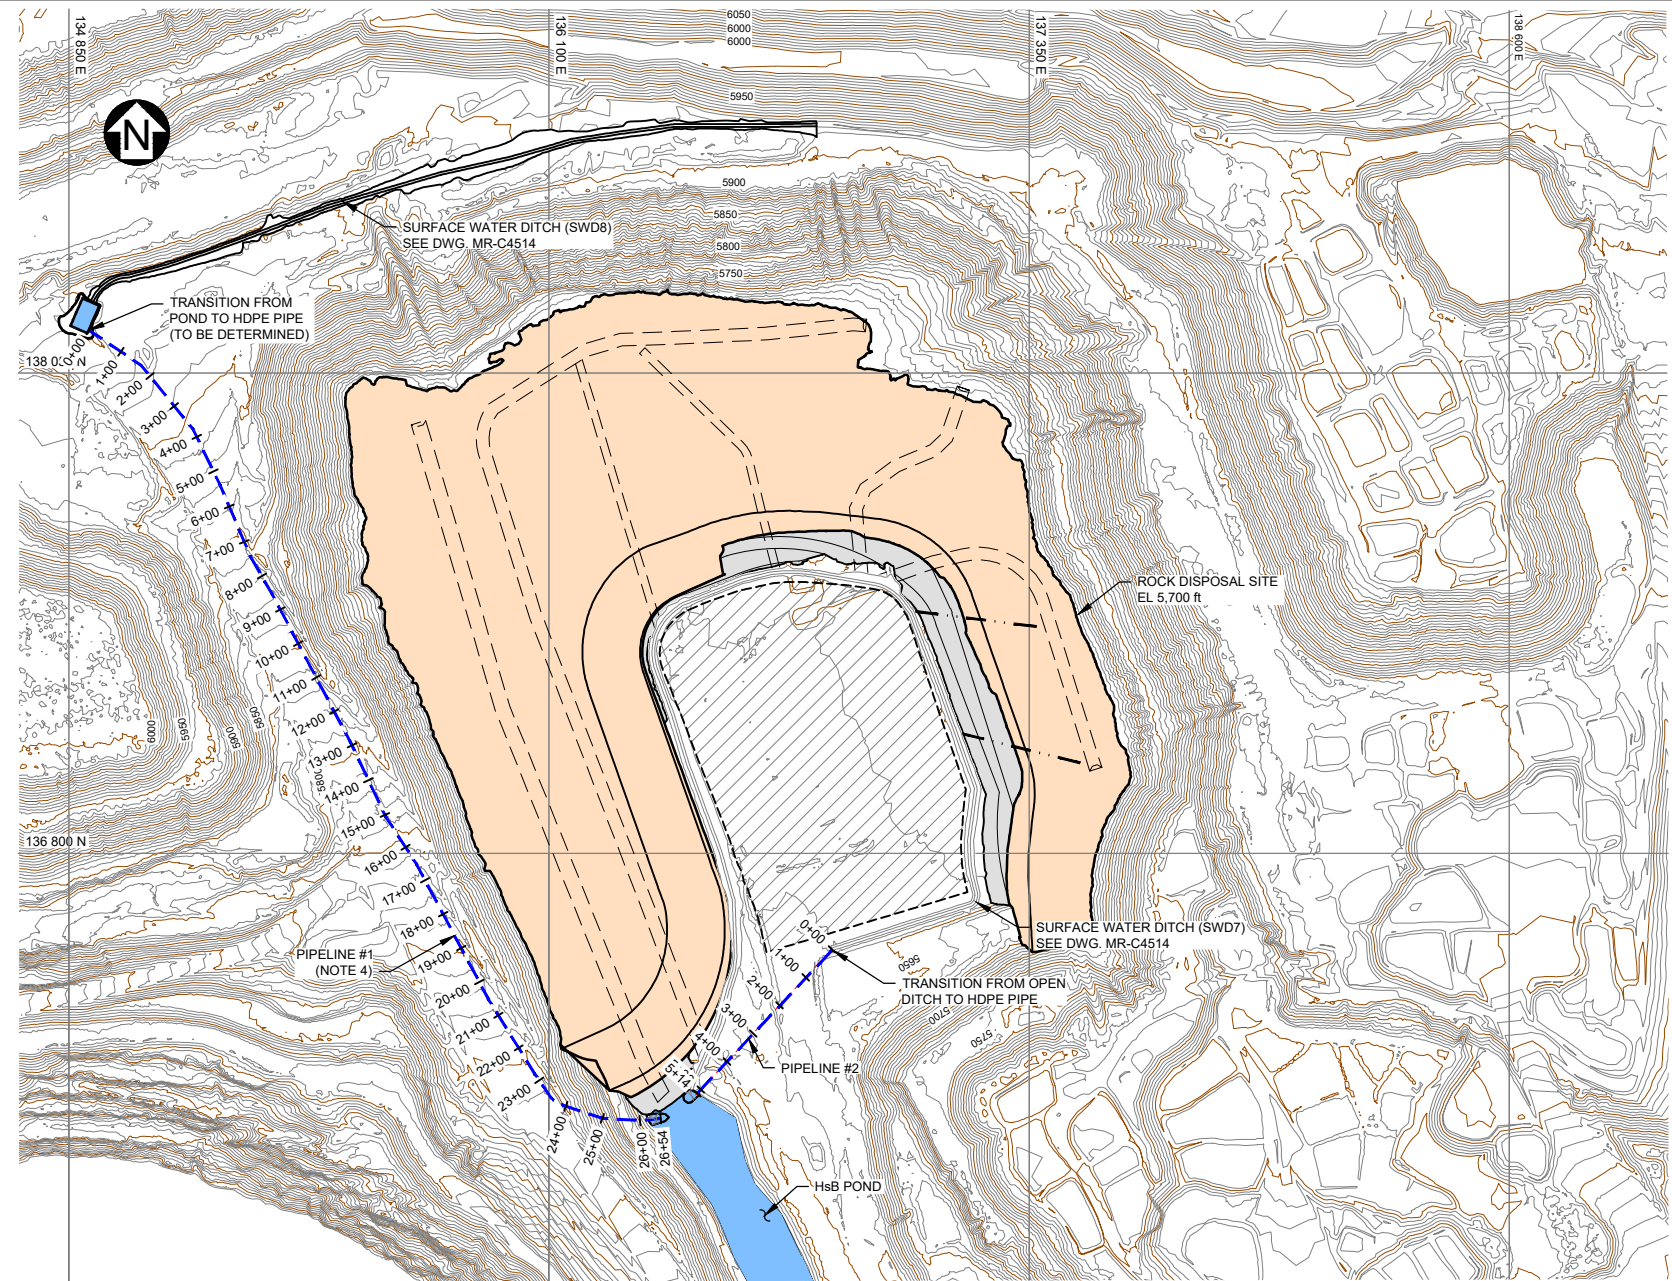 134 850 E
136 100 E
137 350 E
138 600 E
6050
6000
6000
5950
N
5900
5850
5800
5750
SURFACE WATER DITCH (SWD8)
SEE DWG. MR-C4514
TRANSITION FROM
POND TO HDPE PIPE
(TO BE DETERMINED)
0+00
1+00
2+00
3+00
4+00
5+00
6+00
7+00
8+00
9+00
10+00
11+00
12+00
13+00
14+00
15+00
16+00
17+00
18+00
19+00
20+00
21+00
22+00
23+00
24+00
25+00
26+00
26+54
6000
5950
5900
5850
5800
136 800 N
ROCK DISPOSAL SITE
EL 5,700 ft
PIPELINE #1
(NOTE 4)
SURFACE WATER DITCH (SWD7)
SEE DWG. MR-C4514
0+00
1+00
2+00
3+00
4+00
5+14
5650
5700
5750
TRANSITION FROM OPEN
DITCH TO HDPE PIPE
PIPELINE #2
HsB POND